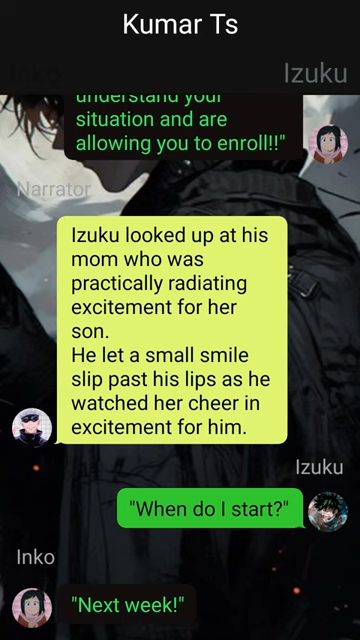 Kumar Ts
Inko
Izuku
understand your
situation and are
allowing you to enroll!!"
Narrator
Izuku looked up at his
mom who was
practically radiating
excitement for her
son.
He let a small smile
slip past his lips as he
watched her cheer in
excitement for him.
Izuku
"When do I start?"
Inko
"Next week!"